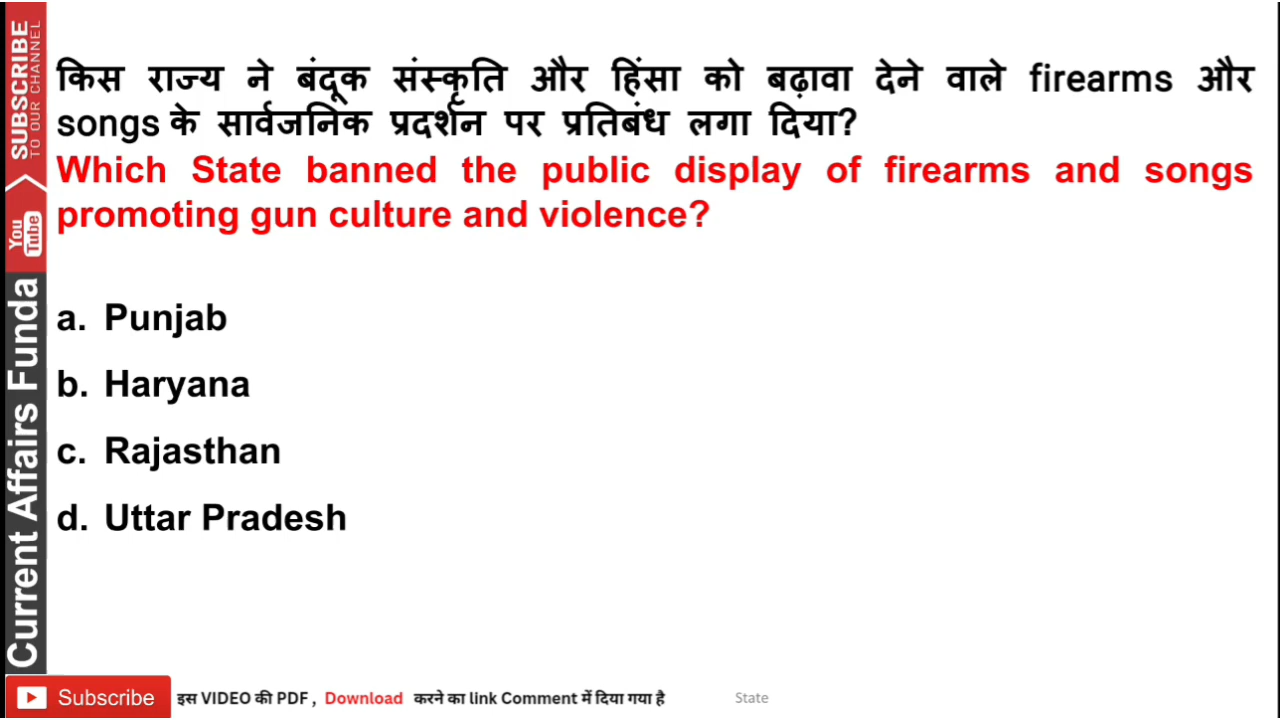 किस राज्य ने बंदूक संस्कृति और हिंसा को बढ़ावा देने वाले firearms और
songs के सार्वजनिक प्रदर्शन पर प्रतिबंध लगा दिया?
Which State banned the public display of firearms and songs
promoting gun culture and violence?
a. Punjab
b. Haryana
c. Rajasthan
d. Uttar Pradesh
SUBSCRIBE
TO OUR CHANNEL
You
Tube
Current Affairs Funda
Subscribe
इस VIDEO की PDF , Download करने का link Comment में दिया गया है
State